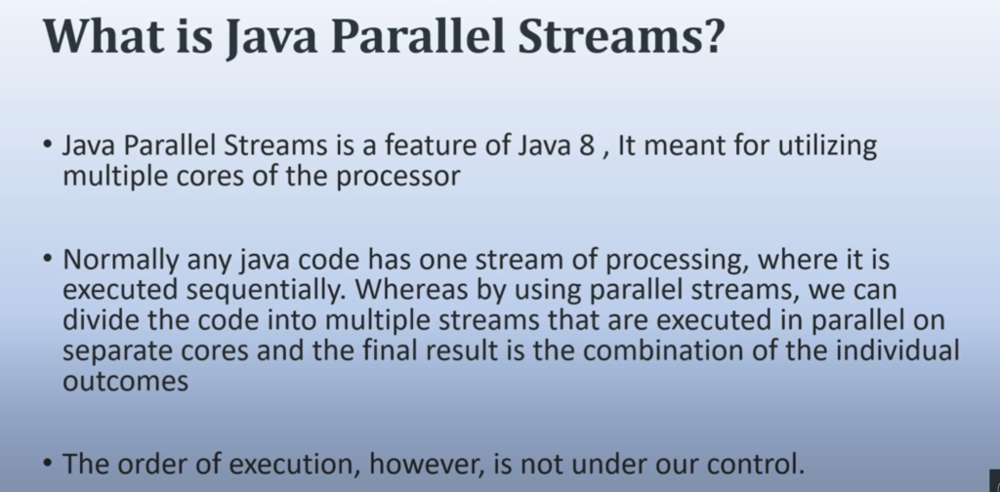 What is Java Parallel Streams?
• Java Parallel Streams is a feature of Java 8 , It meant for utilizing
multiple cores of the processor
• Normally any java code has one stream of processing, where it is
executed sequentially. Whereas by using parallel streams, we can
divide the code into multiple streams that are executed in parallel on
separate cores and the final result is the combination of the individual
outcomes
• The order of execution, however, is not under our control.